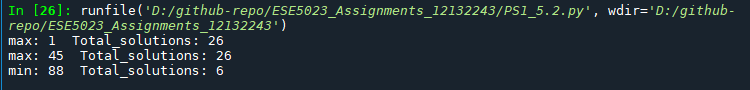 In [26]: runfile('D:/github-repo/ESE5023_Assignments_12132243/PS1_5.2.py', wdir='D:/github-
repo/ESE5023_Assignments_12132243')
max: 1  Total_solutions: 26
max: 45  Total_solutions: 26
min: 88  Total_solutions: 6